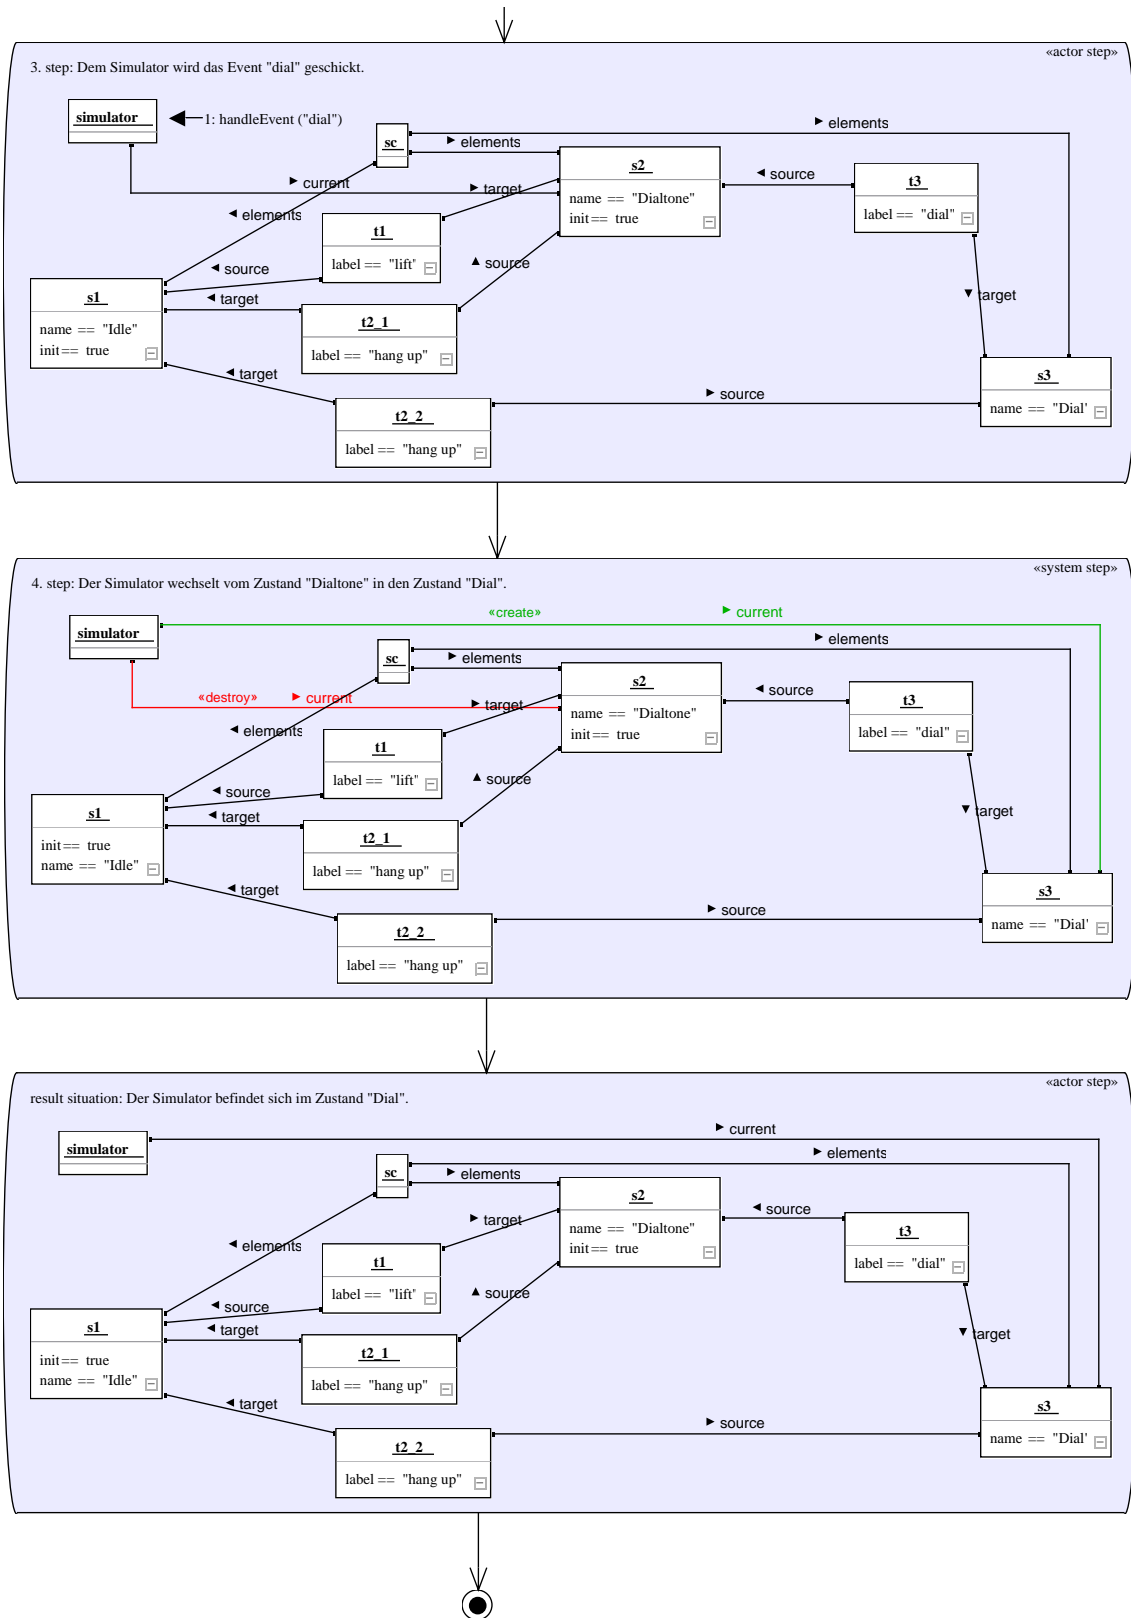 «actor step»
3. step: Dem Simulator wird das Event "dial" geschickt.
simulator
1: handleEvent ("dial")
sc
► elements
► elements
s2
name == "Dialtone"
init== true
► current
► target
◄ source
t3
label == "dial"
◄ elements
t1
label == "lift"
◄ source
▲ source
▼ target
s1
name == "Idle"
init== true
◄ target
t2_1
label == "hang up"
◄ target
► source
s3
name == "Dial'
t2_2
label == "hang up"
«system step»
4. step: Der Simulator wechselt vom Zustand "Dialtone" in den Zustand "Dial".
«create»
► current
simulator
sc
► elements
► elements
s2
name == "Dialtone"
init== true
«destroy»
► current
► target
◄ source
t3
label == "dial"
◄ elements
t1
label == "lift"
◄ source
▲ source
▼ target
s1
init== true
name == "Idle"
◄ target
t2_1
label == "hang up"
◄ target
► source
s3
name == "Dial'
t2_2
label == "hang up"
«actor step»
result situation: Der Simulator befindet sich im Zustand "Dial".
► current
simulator
sc
► elements
► elements
s2
name == "Dialtone"
init== true
► target
◄ source
t3
label == "dial"
◄ elements
t1
label == "lift"
◄ source
▲ source
▼ target
s1
init== true
name == "Idle"
◄ target
t2_1
label == "hang up"
◄ target
► source
s3
name == "Dial'
t2_2
label == "hang up"